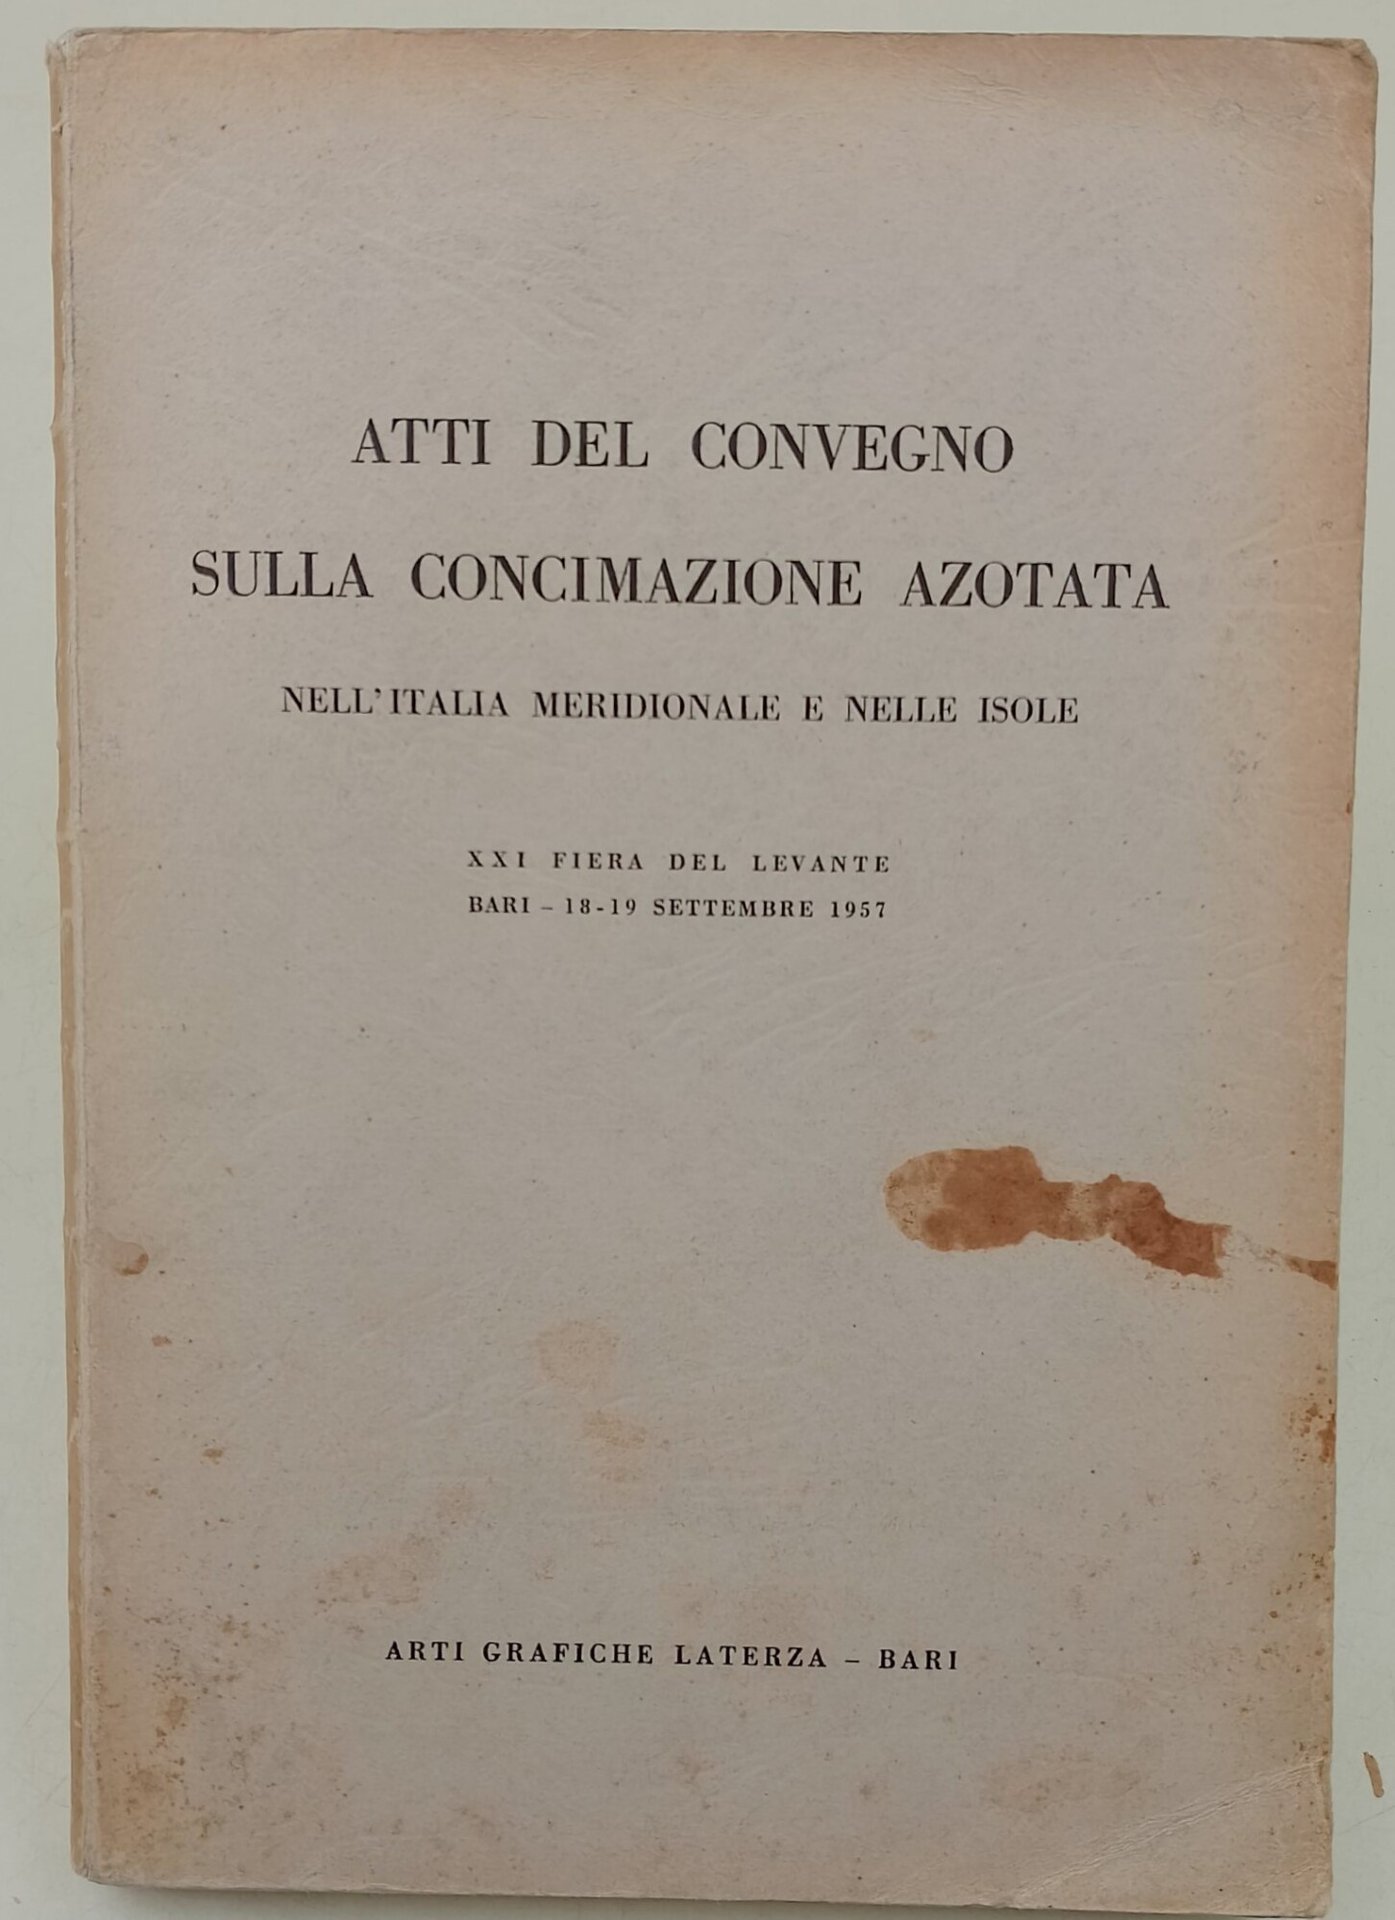 ATTI DEL CONVEGNO
SULLA CONCIMAZIONE AZOTATA
NELL'ITALIA MERIDIONALE E NELLE ISOLE
XXI FIERA DEL LEVANTE
BARI – 18-19 SETTEMBRE 1957
ARTI GRAFICHE LATERZA – BARI